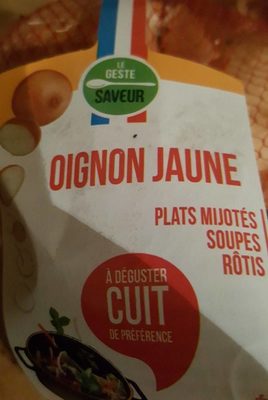 LE
GESTE
SAVEUR
OIGNON JAUNE
PLATS MIJOTÉS
SOUPES
RÔTIS
À DÉGUSTER
CUIT
DE PRÉFÉRENCE